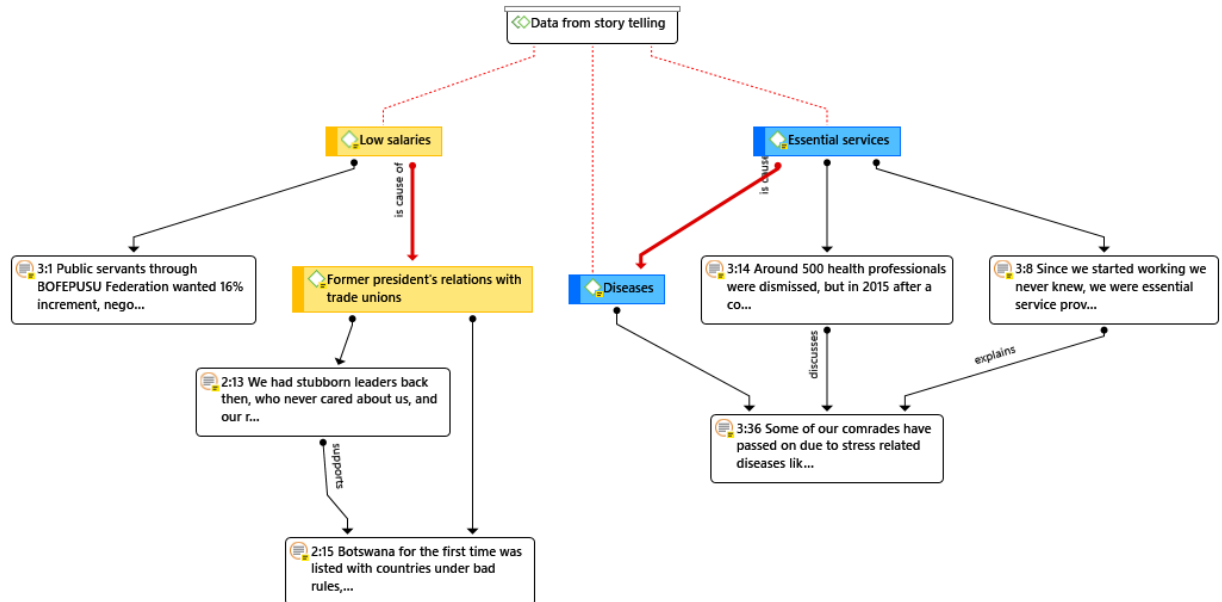 Data from story telling
Low salaries
Essential services
is cause of
is cause
3:1 Public servants through
BOFEPUSU Federation wanted 16%
increment, nego...
Former president's relations with
trade unions
Diseases
3:14 Around 500 health professionals
were dismissed, but in 2015 after a
co...
3:8 Since we started working we
never knew, we were essential
service prov...
discusses
explains
2:13 We had stubborn leaders back
then, who never cared about us, and
our r...
3:36 Some of our comrades have
passed on due to stress related
diseases lik...
supports
2:15 Botswana for the first time was
listed with countries under bad
rules,...